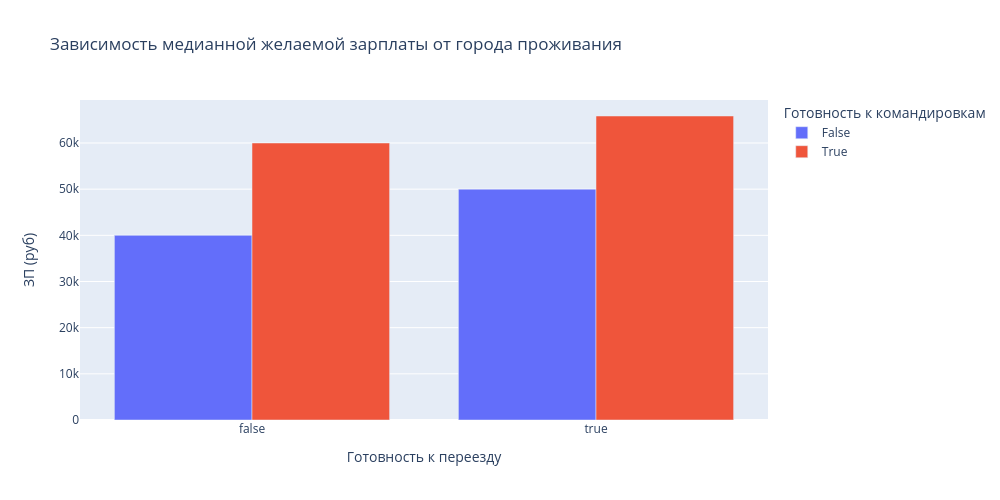 Зависимость медианной желаемой зарплаты от города проживания
Готовность к командировкам
False
True
ЗП (руб)
60k
50k
40k
30k
20k
10k
0
false
true
Готовность к переезду